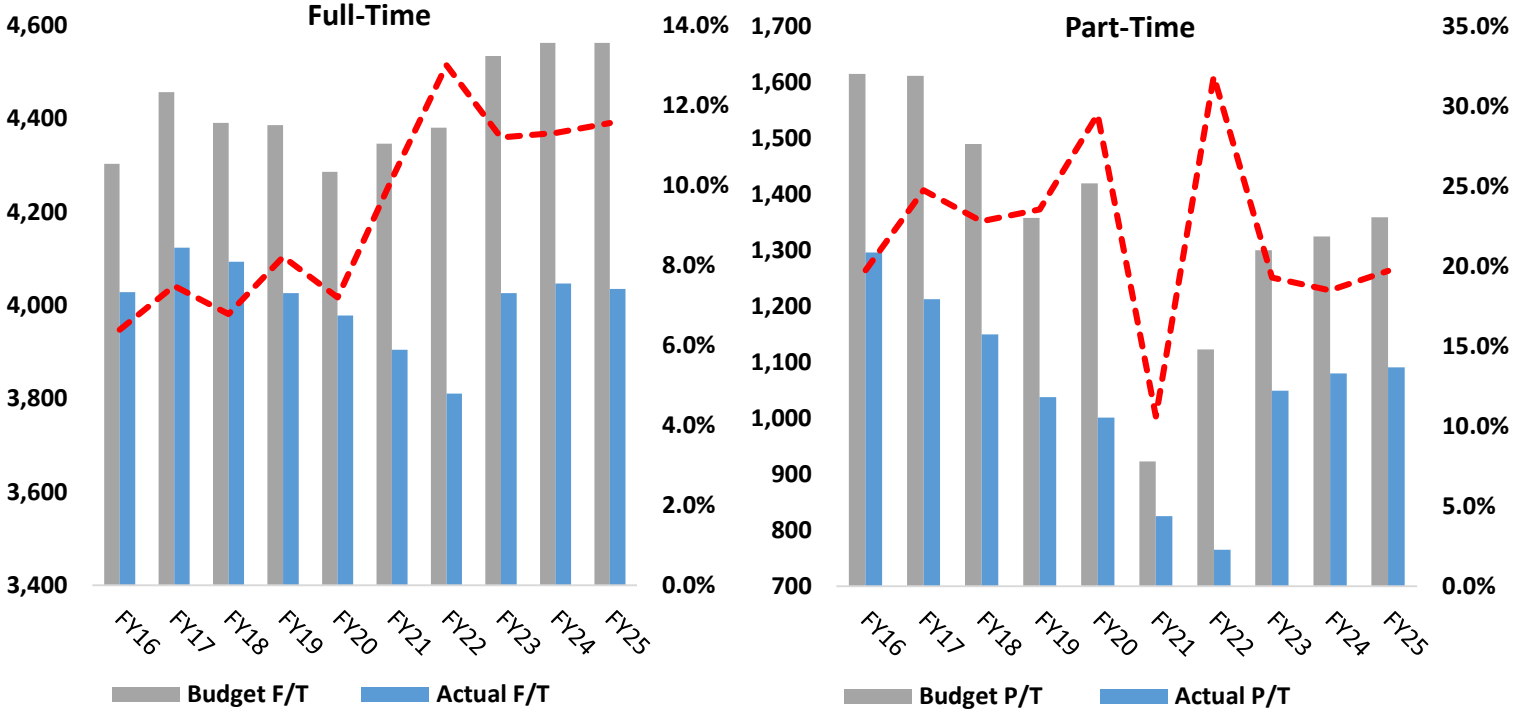 Full-Time
4,600
4,400
4,200
4,000
3,800
3,600
3,400
14.0%
12.0%
10.0%
8.0%
6.0%
4.0%
2.0%
0.0%
FY16
FY17
FY18
FY19
FY20
FY21
FY22
FY23
FY24
FY25
Budget F/T
Actual F/T
Part-Time
1,700
1,600
1,500
1,400
1,300
1,200
1,100
1,000
900
800
700
35.0%
30.0%
25.0%
20.0%
15.0%
10.0%
5.0%
0.0%
FY16
FY17
FY18
FY19
FY20
FY21
FY22
FY23
FY24
FY25
Budget P/T
Actual P/T